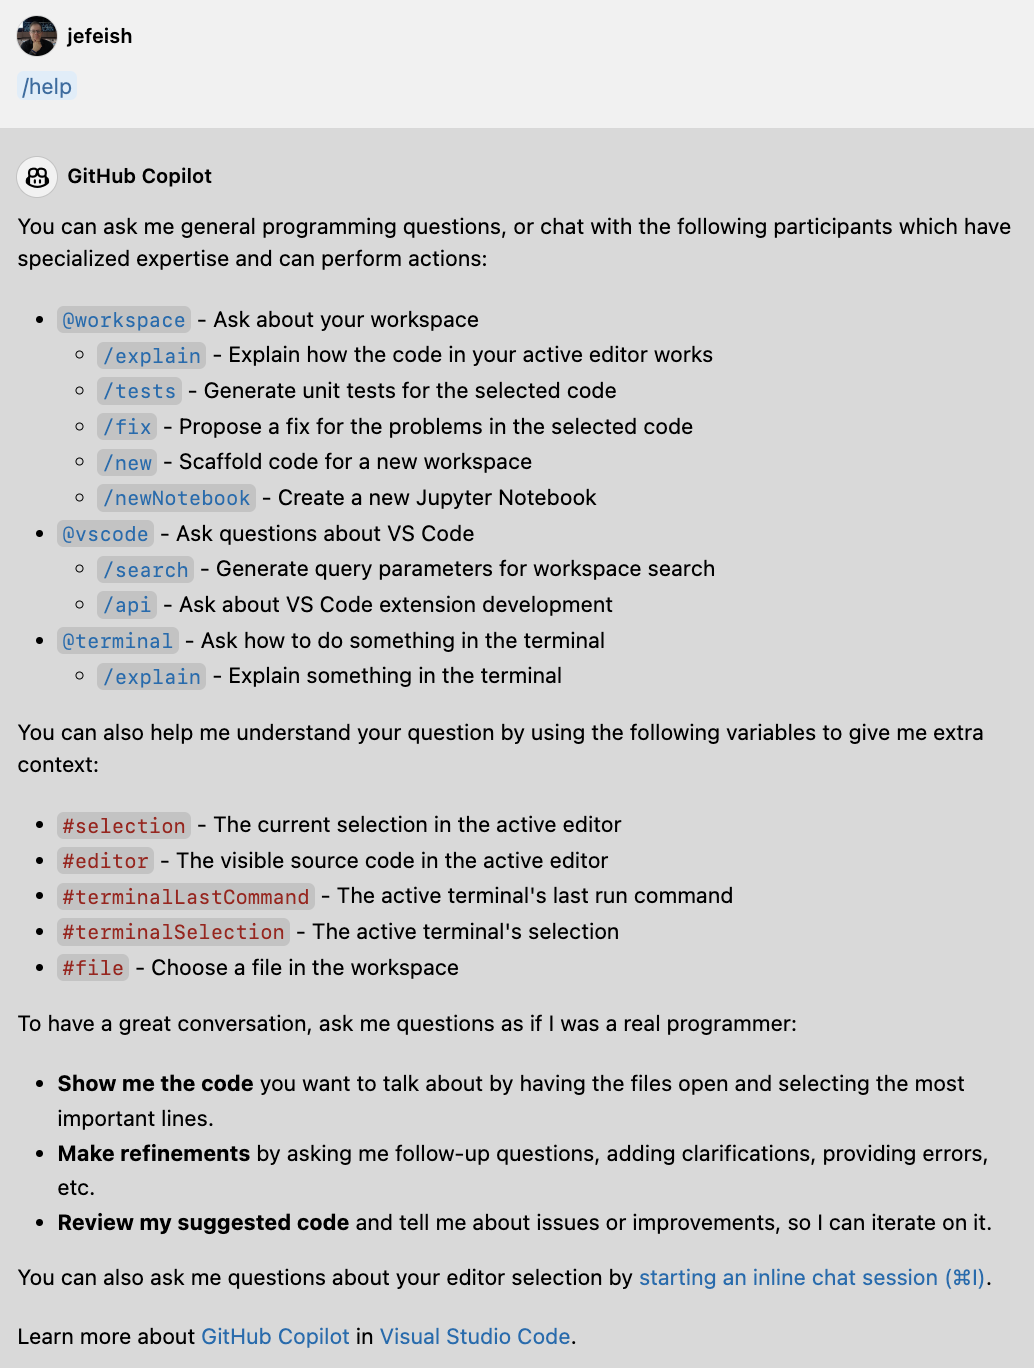 jefeish
/help
GitHub Copilot
You can ask me general programming questions, or chat with the following participants which have
specialized expertise and can perform actions:
@workspace - Ask about your workspace
/explain - Explain how the code in your active editor works
/tests - Generate unit tests for the selected code
/fix - Propose a fix for the problems in the selected code
/new - Scaffold code for a new workspace
/newNotebook - Create a new Jupyter Notebook
@vscode - Ask questions about VS Code
/search - Generate query parameters for workspace search
/api - Ask about VS Code extension development
@terminal - Ask how to do something in the terminal
/explain - Explain something in the terminal
You can also help me understand your question by using the following variables to give me extra
context:
#selection - The current selection in the active editor
#editor - The visible source code in the active editor
#terminalLastCommand - The active terminal's last run command
#terminalSelection - The active terminal's selection
#file - Choose a file in the workspace
To have a great conversation, ask me questions as if I was a real programmer:
Show me the code you want to talk about by having the files open and selecting the most
important lines.
Make refinements by asking me follow-up questions, adding clarifications, providing errors,
etc.
Review my suggested code and tell me about issues or improvements, so I can iterate on it.
You can also ask me questions about your editor selection by starting an inline chat session (⌘I).
Learn more about GitHub Copilot in Visual Studio Code.